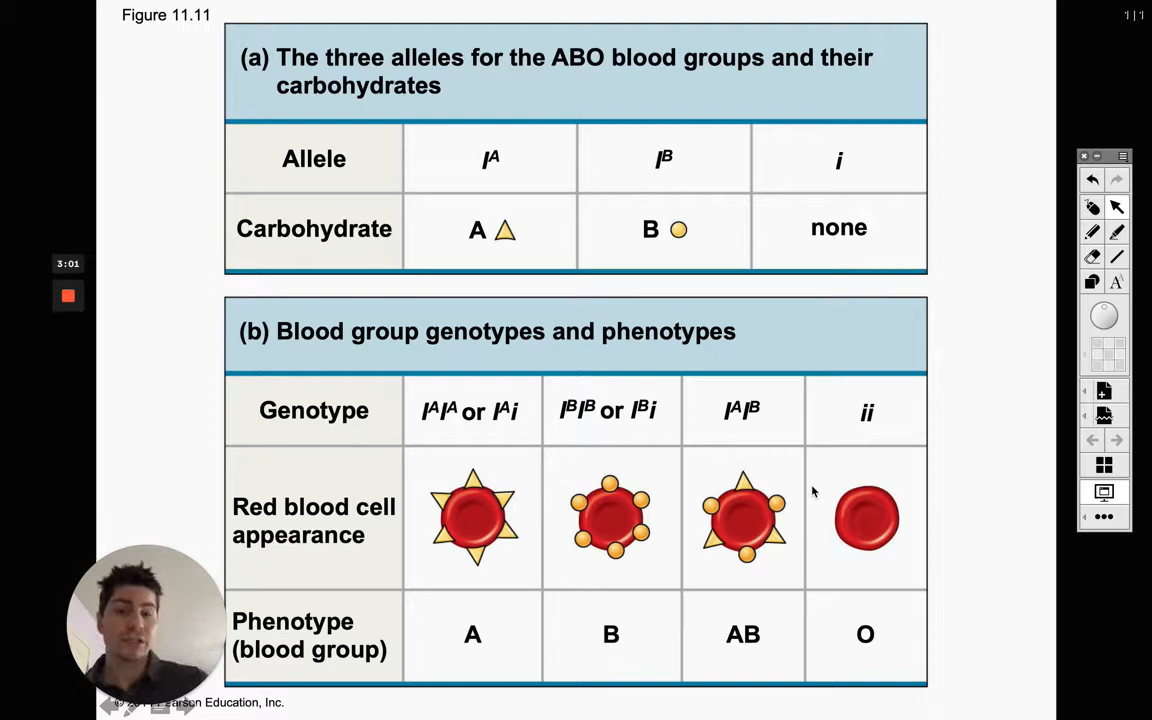 Figure 11.11
1 | 1
(a) The three alleles for the ABO blood groups and their
carbohydrates
Allele IA IB i
Carbohydrate A B none
3:01
(b) Blood group genotypes and phenotypes
Genotype IAIA or IAi IBIB or IBi IAIB ii
Red blood cell
appearance
Phenotype
(blood group) A B AB O
Pearson Education, Inc.